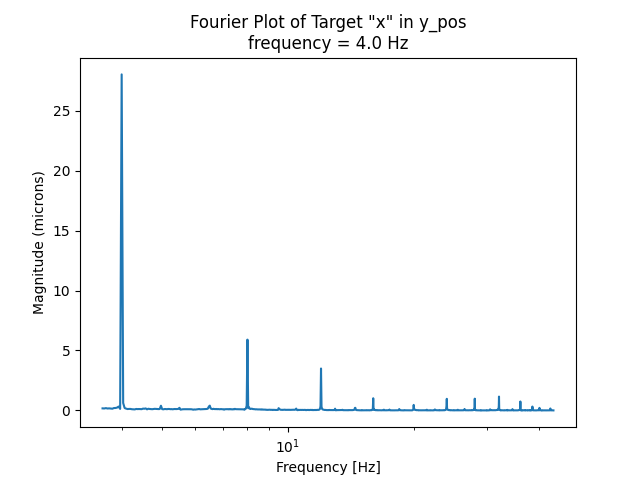 Fourier Plot of Target "x" in y_pos
frequency = 4.0 Hz
25
20
15
10
5
0
Magnitude (microns)
10¹
Frequency [Hz]